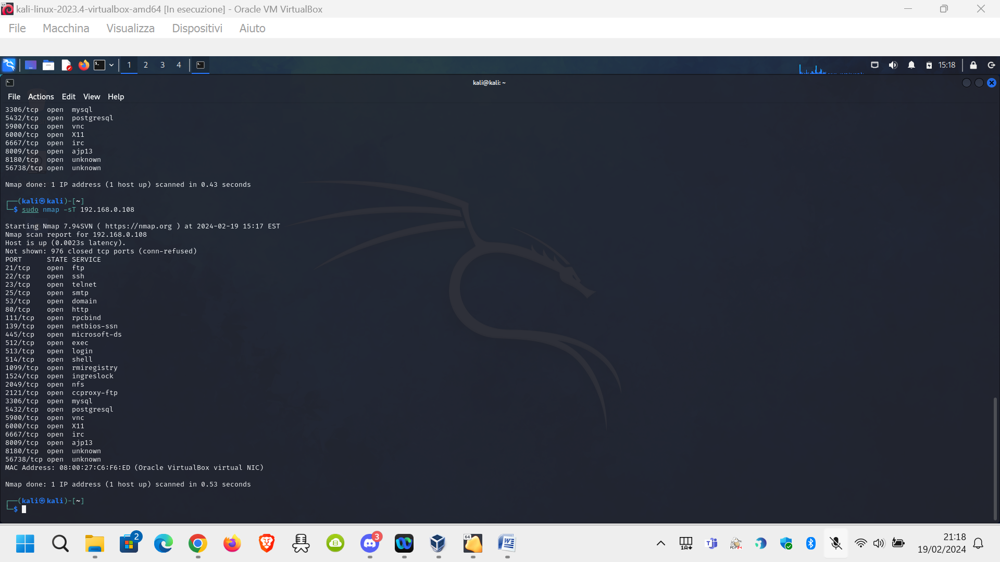 kali-linux-2023.4-virtualbox-amd64 [In esecuzione] - Oracle VM VirtualBox
File Macchina Visualizza Dispositivi Aiuto
1 2 3 4 15:18
kali@kali: ~
File Actions Edit View Help
3306/tcp open mysql
5432/tcp open postgresql
5900/tcp open vnc
6000/tcp open X11
6667/tcp open irc
8009/tcp open ajp13
8180/tcp open unknown
56738/tcp open unknown
Nmap done: 1 IP address (1 host up) scanned in 0.43 seconds
┌──(kali㉿kali)-[~]
└─$ sudo nmap -sT 192.168.0.108
Starting Nmap 7.94SVN ( https://nmap.org ) at 2024-02-19 15:17 EST
Nmap scan report for 192.168.0.108
Host is up (0.0023s latency).
Not shown: 976 closed tcp ports (conn-refused)
PORT STATE SERVICE
21/tcp open ftp
22/tcp open ssh
23/tcp open telnet
25/tcp open smtp
53/tcp open domain
80/tcp open http
111/tcp open rpcbind
139/tcp open netbios-ssn
445/tcp open microsoft-ds
512/tcp open exec
513/tcp open login
514/tcp open shell
1099/tcp open rmiregistry
1524/tcp open ingreslock
2049/tcp open nfs
2121/tcp open ccproxy-ftp
3306/tcp open mysql
5432/tcp open postgresql
5900/tcp open vnc
6000/tcp open X11
6667/tcp open irc
8009/tcp open ajp13
8180/tcp open unknown
56738/tcp open unknown
MAC Address: 08:00:27:C6:F6:ED (Oracle VirtualBox virtual NIC)
Nmap done: 1 IP address (1 host up) scanned in 0.53 seconds
┌──(kali㉿kali)-[~]
└─$
2 3 64 21:18
19/02/2024